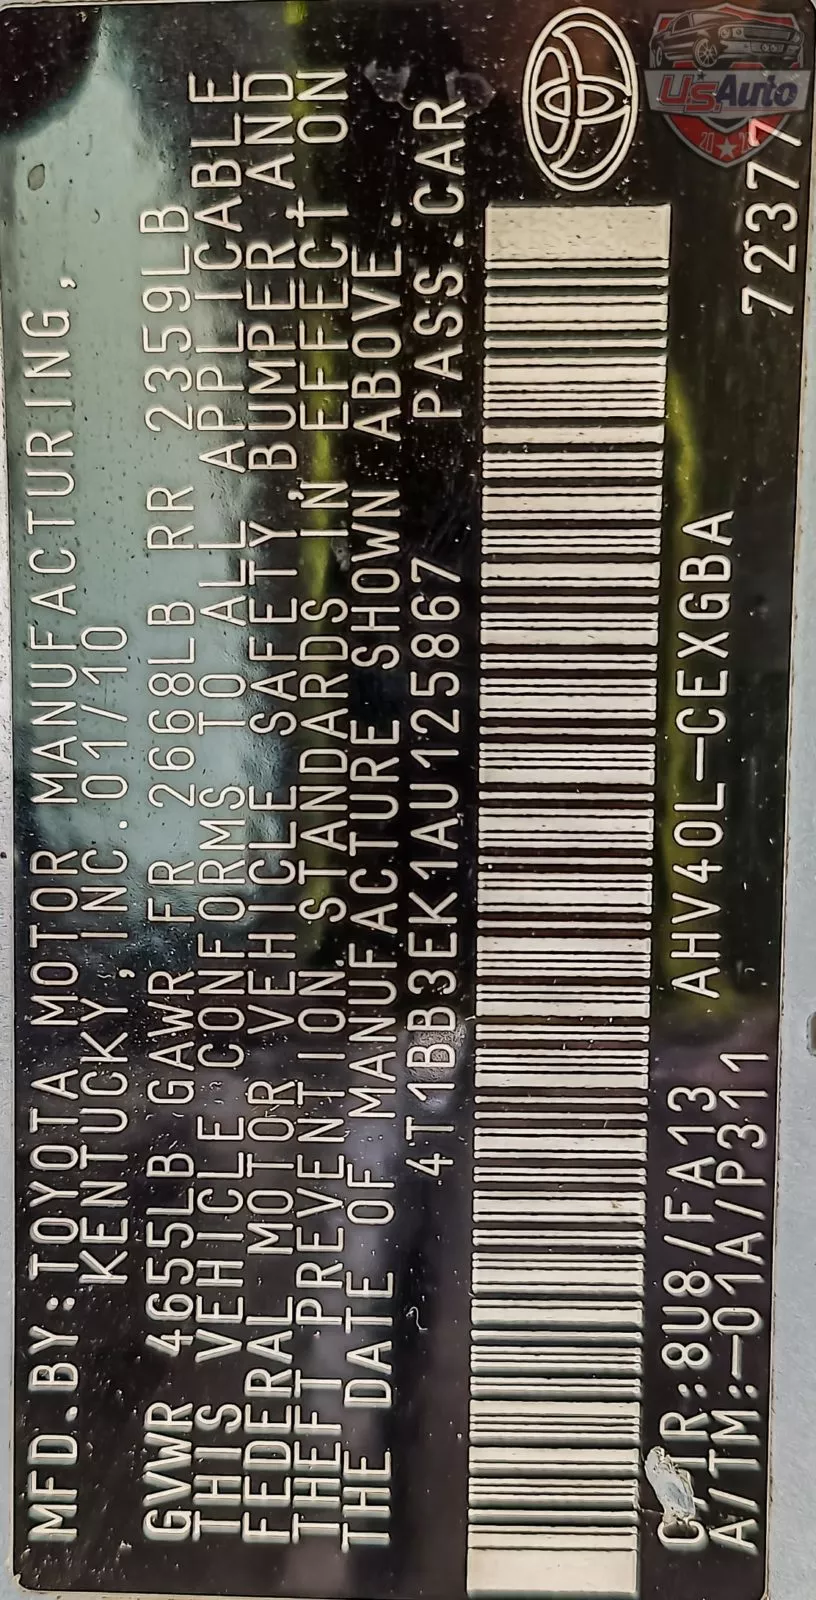 MFD.BY:TOYOTA MOTOR MANUFACTURING,
KENTUCKY, INC. 01/10
GVWR 4655LB GAWR FR 2668LB RR 2359LB
THIS VEHICLE CONFORMS TO ALL APPLICABLE
FEDERAL MOTOR VEHICLE SAFETY, BUMPER AND
THEFT PREVENTION STANDARDS IN EFFECT ON
THE DATE OF MANUFACTURE SHOWN ABOVE.
4T1BB3EK1AU125867 PASS.CAR
C/TR:8U8/FA13 AHV40L-CEXGBA
A/TM:-01A/P311 72377
U.S.Auto